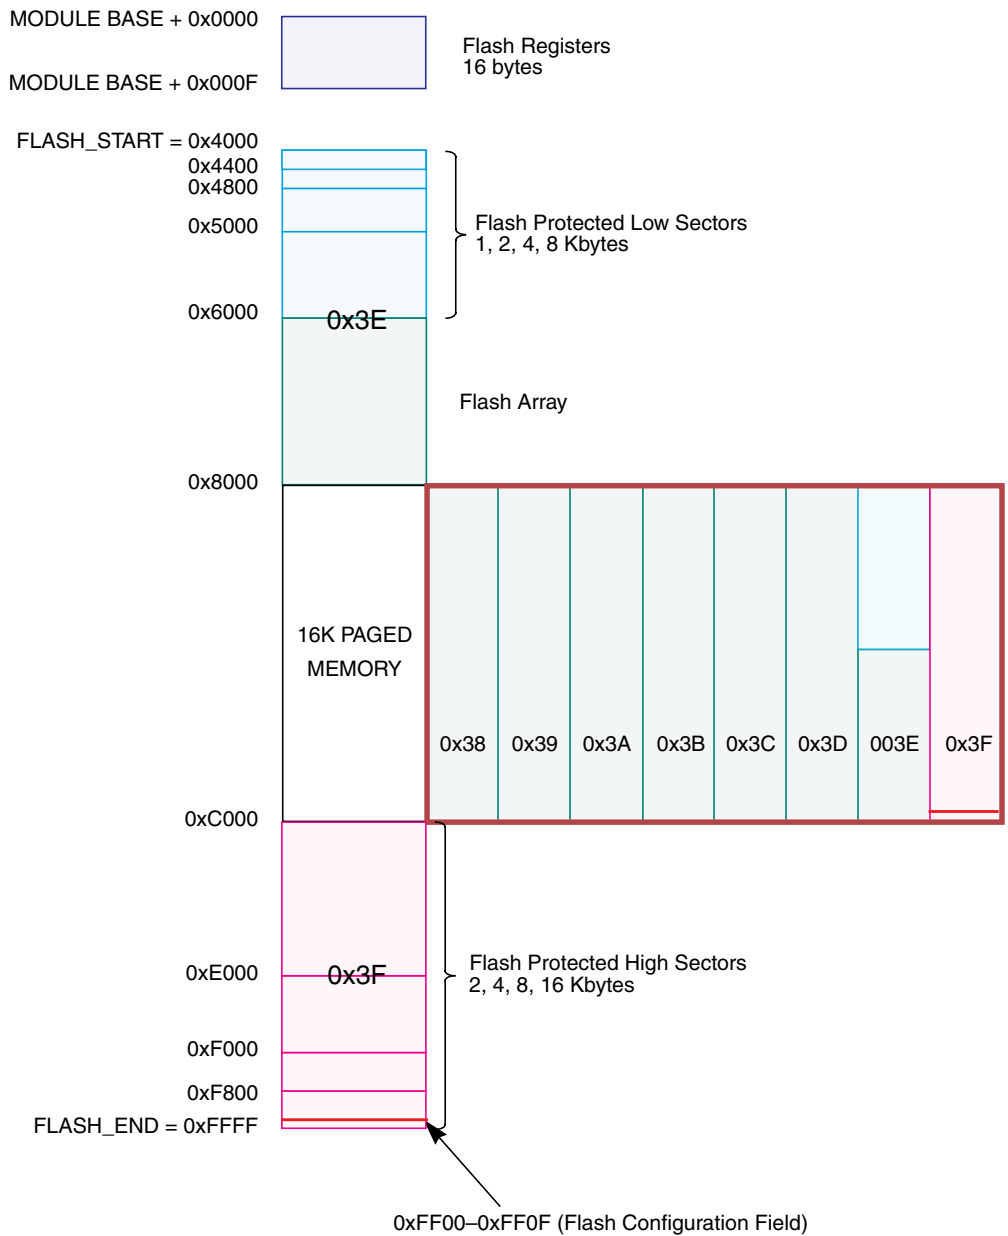 MODULE BASE + 0x0000
Flash Registers
16 bytes
MODULE BASE + 0x000F
FLASH_START = 0x4000
0x4400
0x4800
0x5000
Flash Protected Low Sectors
1, 2, 4, 8 Kbytes
0x6000
0x3E
Flash Array
0x8000
16K PAGED
MEMORY
0x38
0x39
0x3A
0x3B
0x3C
0x3D
003E
0x3F
0xC000
0xE000
0x3F
Flash Protected High Sectors
2, 4, 8, 16 Kbytes
0xF000
0xF800
FLASH_END = 0xFFFF
0xFF00–0xFF0F (Flash Configuration Field)